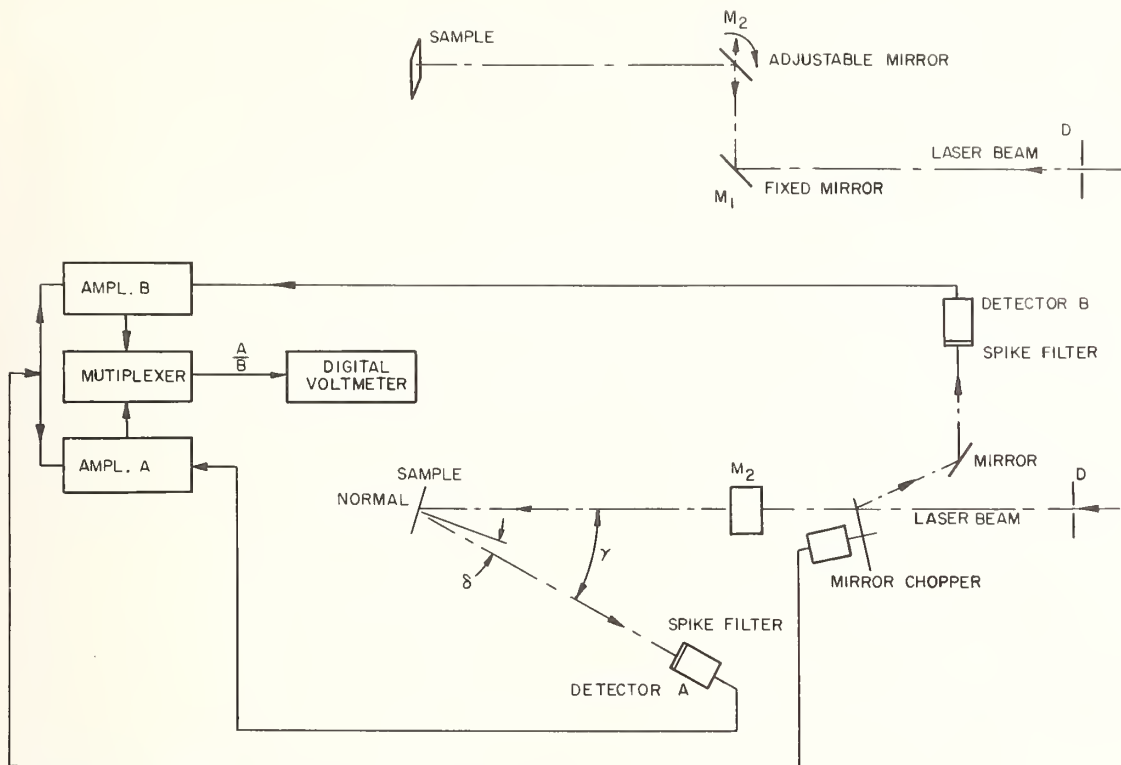 M2
SAMPLE
ADJUSTABLE MIRROR
D
LASER BEAM
FIXED MIRROR
M1
AMPL. B
DETECTOR B
SPIKE FILTER
MUTIPLEXER
A
B
DIGITAL
VOLTMETER
AMPL. A
SAMPLE
NORMAL
M2
MIRROR
D
LASER BEAM
γ
δ
MIRROR CHOPPER
SPIKE FILTER
DETECTOR A